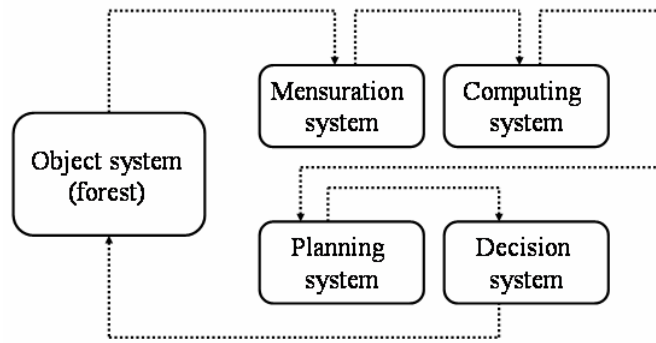 Mensuration
system
Computing
system
Object system
(forest)
Planning
system
Decision
system